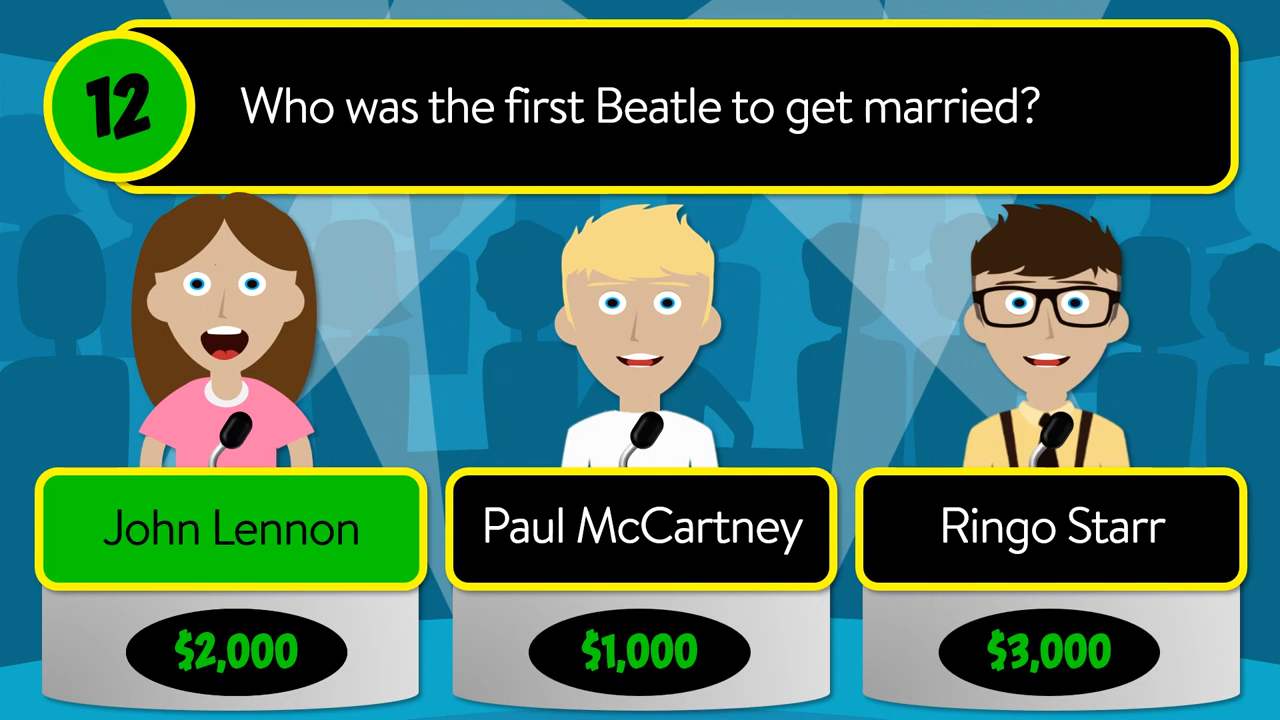 12
Who was the first Beatle to get married?
John Lennon
Paul McCartney
Ringo Starr
$2,000
$1,000
$3,000